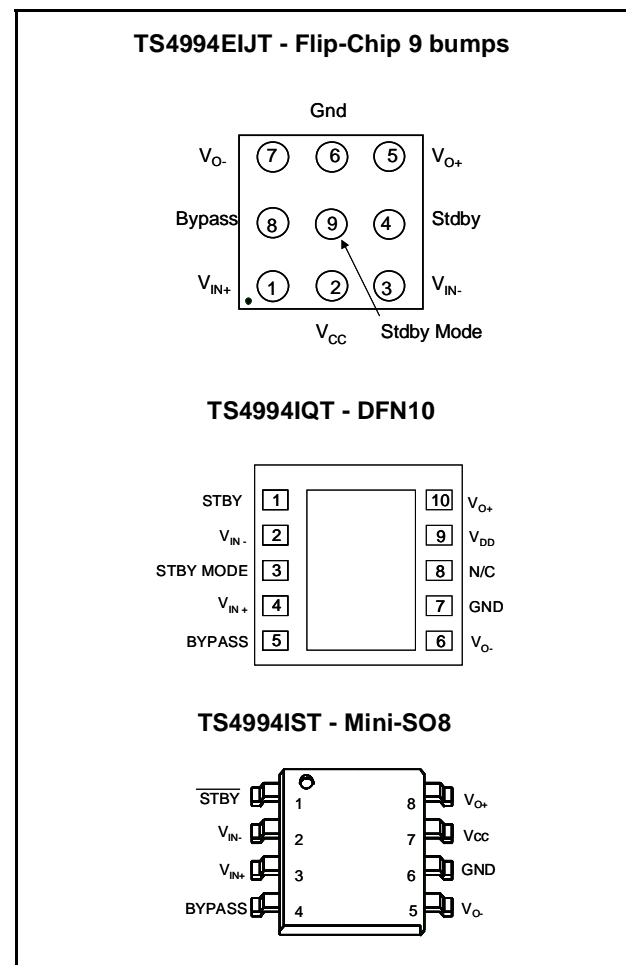 TS4994EIJT - Flip-Chip 9 bumps
Gnd
VO- 7 6 5 VO+
Bypass 8 9 4 Stdby
VIN+ 1 2 3 VIN-
VCC Stdby Mode
TS4994IQT - DFN10
STBY 1 10 VO+
VIN - 2 9 VDD
STBY MODE 3 8 N/C
VIN + 4 7 GND
BYPASS 5 6 VO-
TS4994IST - Mini-SO8
STBY 1 8 VO+
VIN- 2 7 Vcc
VIN+ 3 6 GND
BYPASS 4 5 VO-